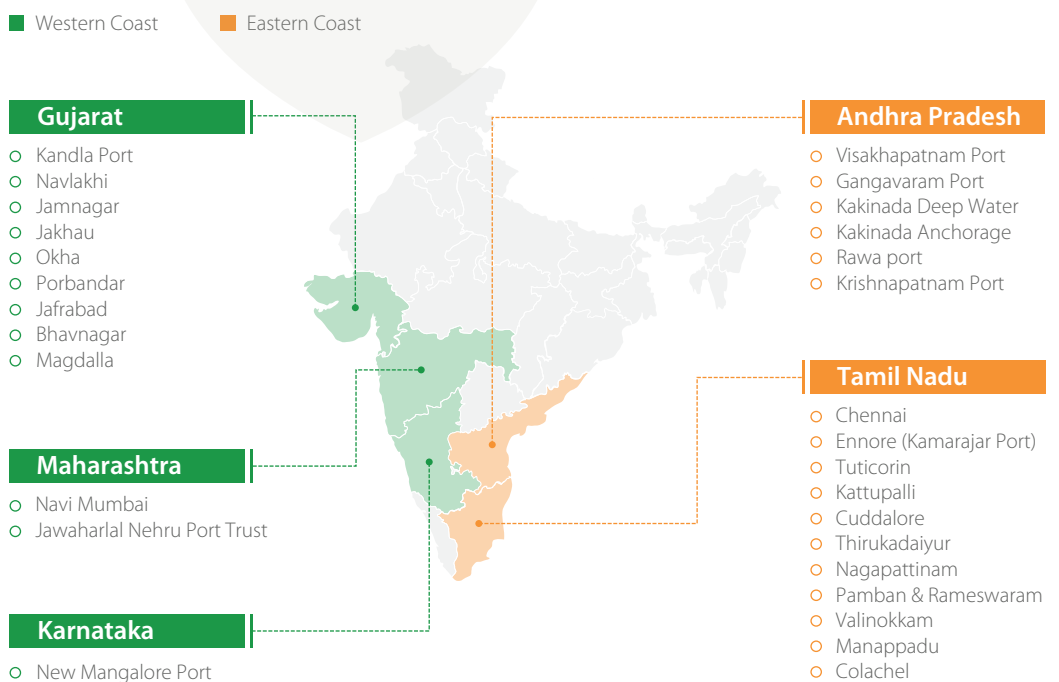 Western Coast
Eastern Coast
Gujarat
Kandla Port
Navlakhi
Jamnagar
Jakhau
Okha
Porbandar
Jafrabad
Bhavnagar
Magdalla
Maharashtra
Navi Mumbai
Jawaharlal Nehru Port Trust
Karnataka
New Mangalore Port
Andhra Pradesh
Visakhapatnam Port
Gangavaram Port
Kakinada Deep Water
Kakinada Anchorage
Rawa port
Krishnapatnam Port
Tamil Nadu
Chennai
Ennore (Kamarajar Port)
Tuticorin
Kattupalli
Cuddalore
Thirukadaiyur
Nagapattinam
Pamban & Rameswaram
Valinokkam
Manappadu
Colachel